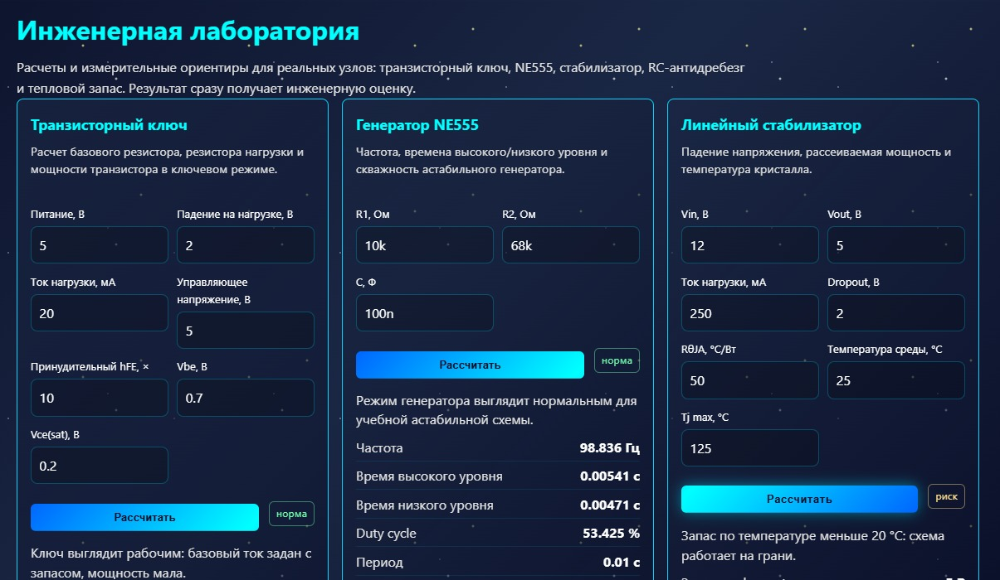 Инженерная лаборатория
Расчеты и измерительные ориентиры для реальных узлов: транзисторный ключ, NE555, стабилизатор, RC-антидребезг
и тепловой запас. Результат сразу получает инженерную оценку.
Транзисторный ключ
Расчет базового резистора, резистора нагрузки и
мощности транзистора в ключевом режиме.
Питание, В
Падение на нагрузке, В
5
2
Ток нагрузки, мА
Управляющее
напряжение, В
20
5
Принудительный hFE, ×
Vbe, В
10
0.7
Vce(sat), В
0.2
Рассчитать
норма
Ключ выглядит рабочим: базовый ток задан с
запасом, мощность мала.
Генератор NE555
Частота, времена высокого/низкого уровня и
скважность астабильного генератора.
R1, Ом
R2, Ом
10k
68k
C, Ф
100n
Рассчитать
норма
Режим генератора выглядит нормальным для
учебной астабильной схемы.
Частота 98.836 Гц
Время высокого уровня 0.00541 с
Время низкого уровня 0.00471 с
Duty cycle 53.425 %
Период 0.01 с
Линейный стабилизатор
Падение напряжения, рассеиваемая мощность и
температура кристалла.
Vin, В
Vout, В
12
5
Ток нагрузки, мА
Dropout, В
250
2
RθJA, °C/Вт
Температура среды, °C
50
25
Tj max, °C
125
Рассчитать
риск
Запас по температуре меньше 20 °C: схема
работает на грани.